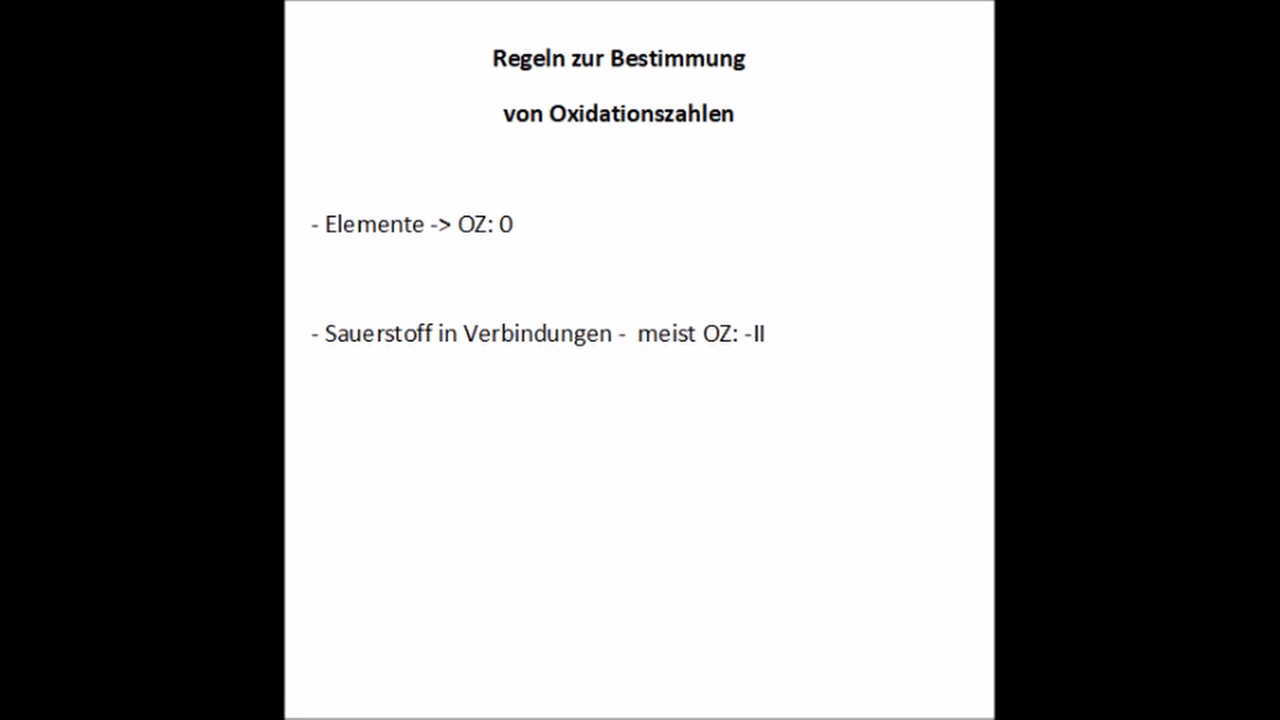 Regeln zur Bestimmung
von Oxidationszahlen
- Elemente -> OZ: 0
- Sauerstoff in Verbindungen -  meist OZ: -II